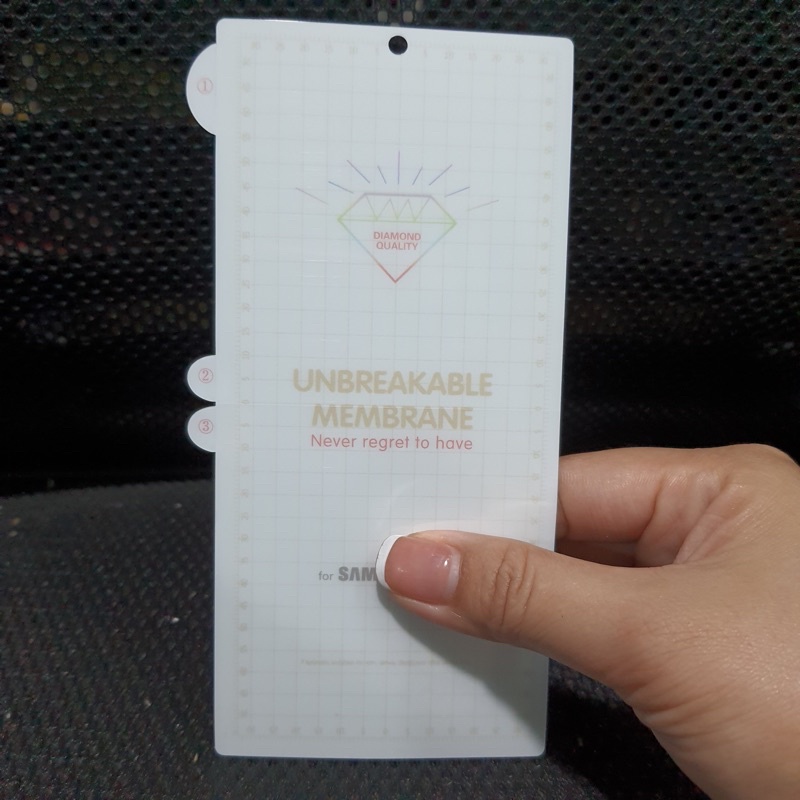 ①
DIAMOND
QUALITY
②
UNBREAKABLE
MEMBRANE
③
Never regret to have
for SAM